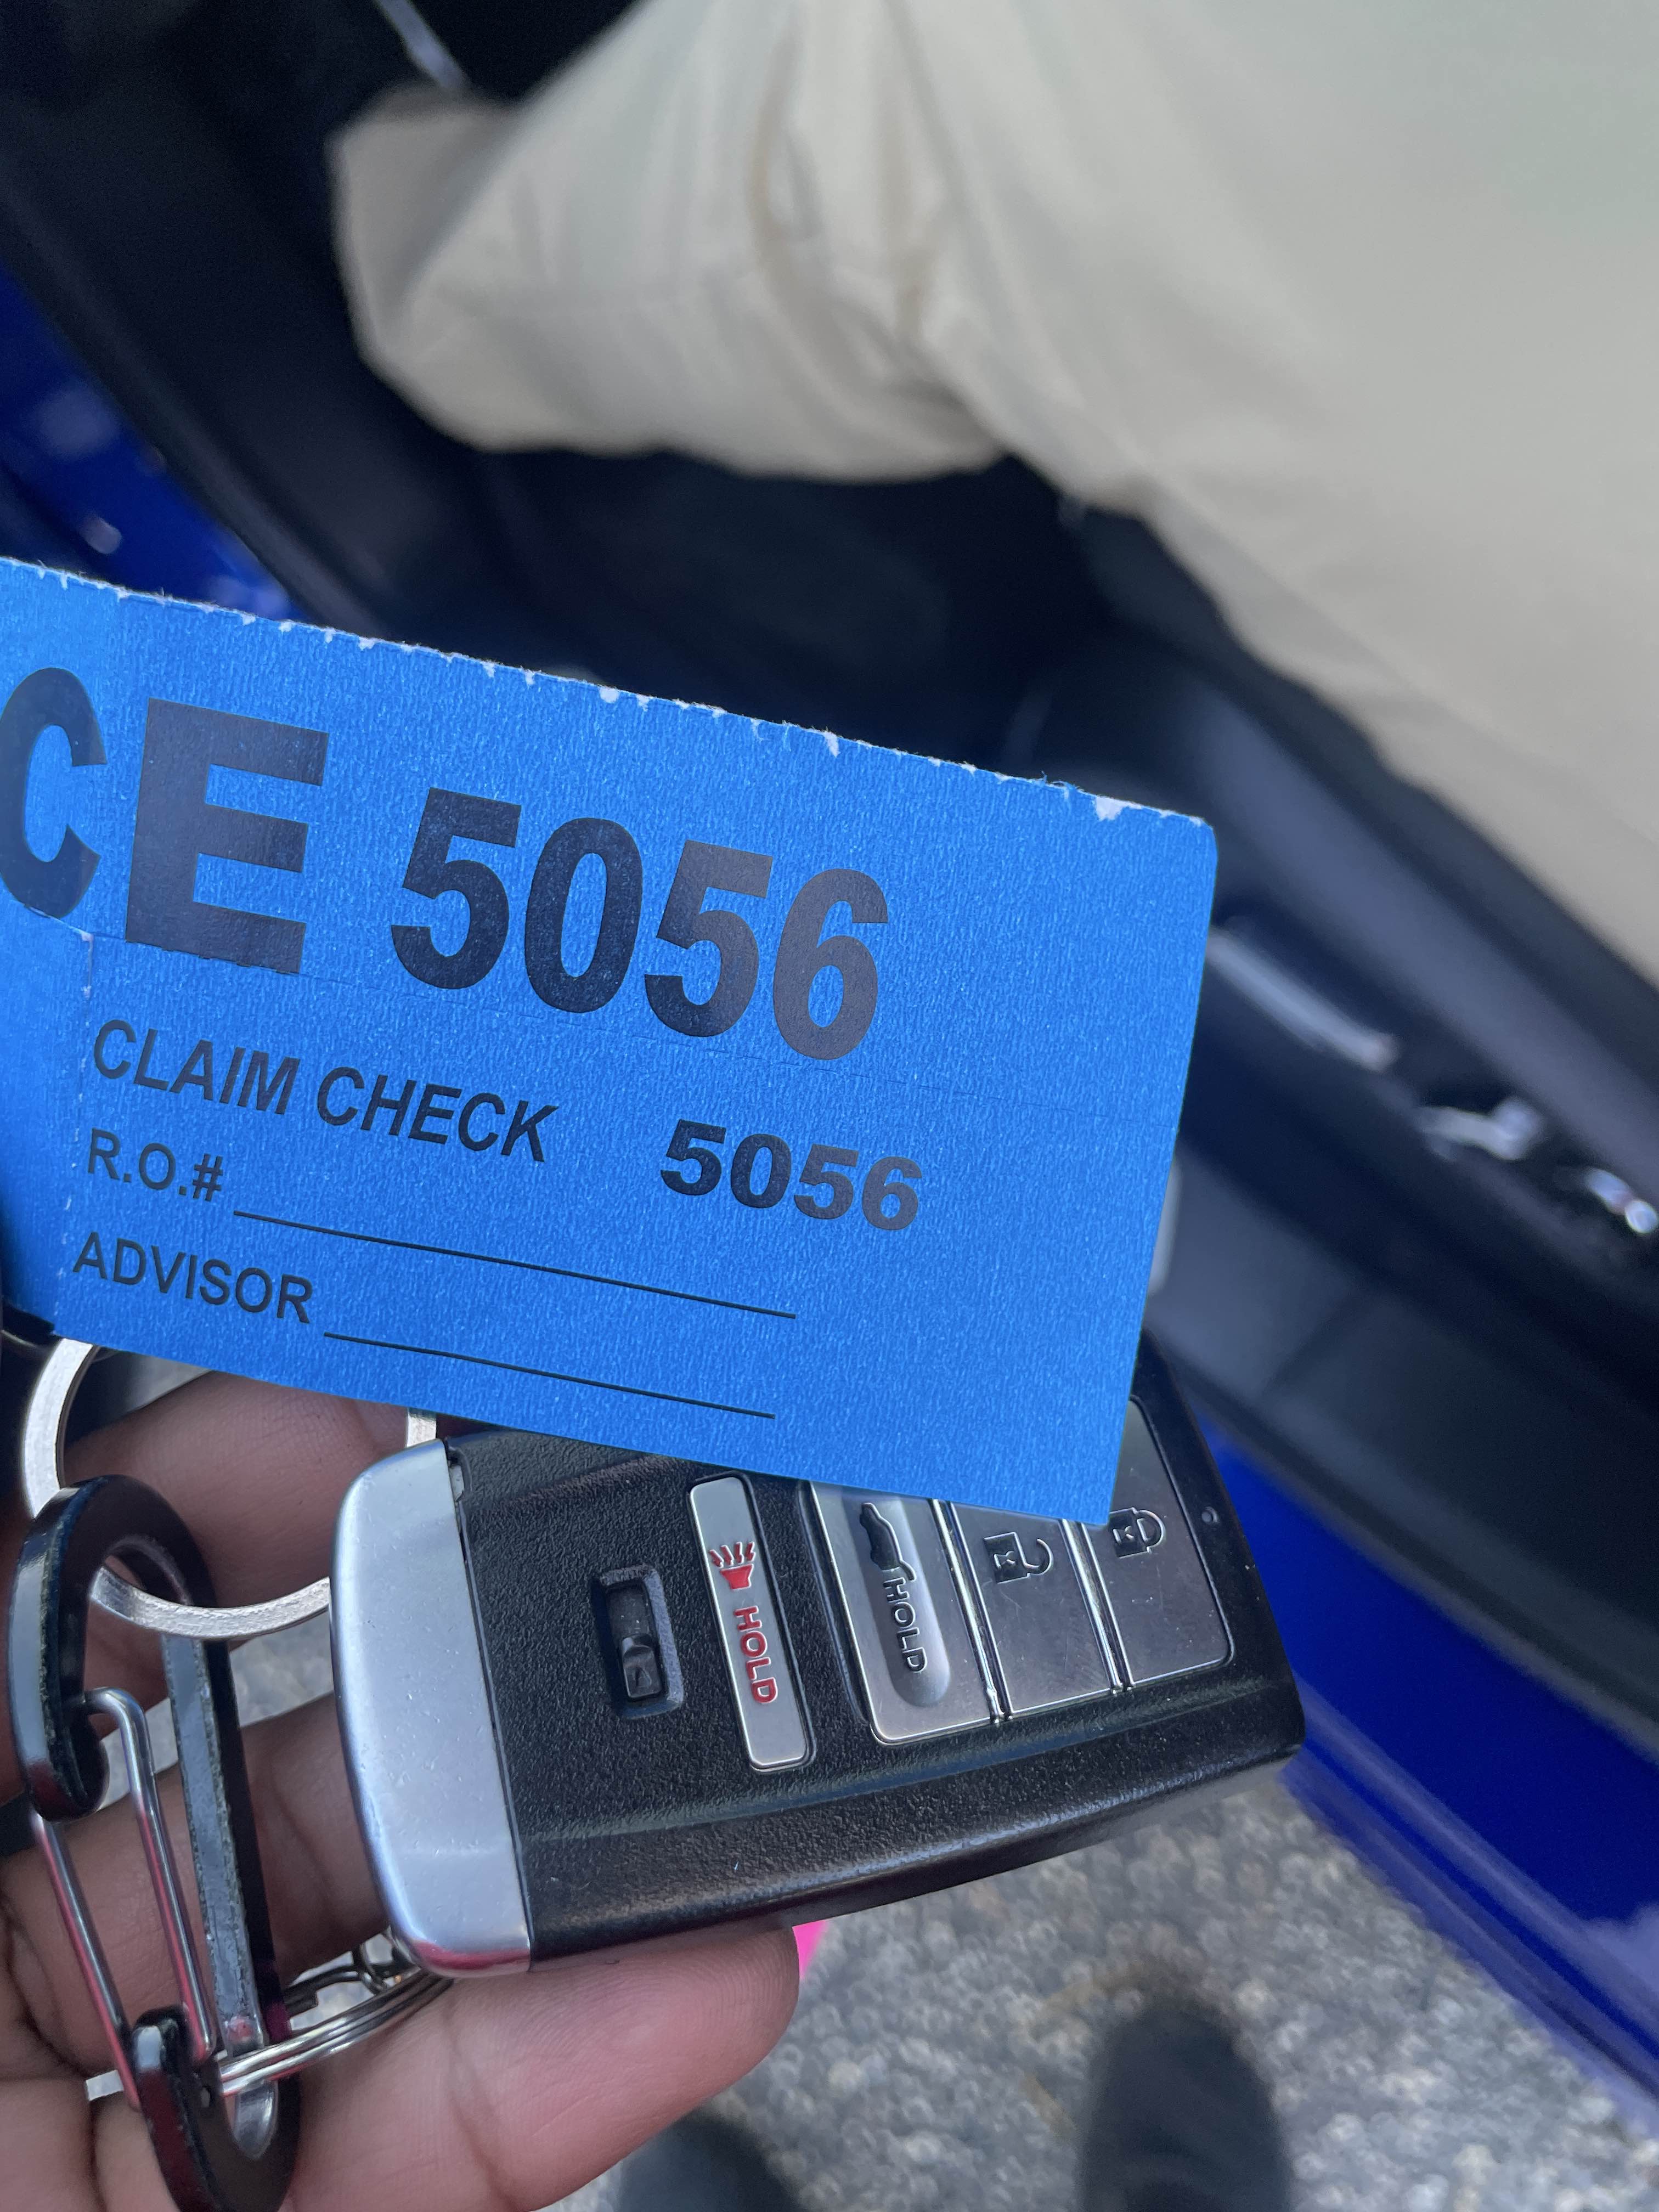 CE 5056
CLAIM CHECK 5056
R.O.#
ADVISOR
HOLD
HOLD